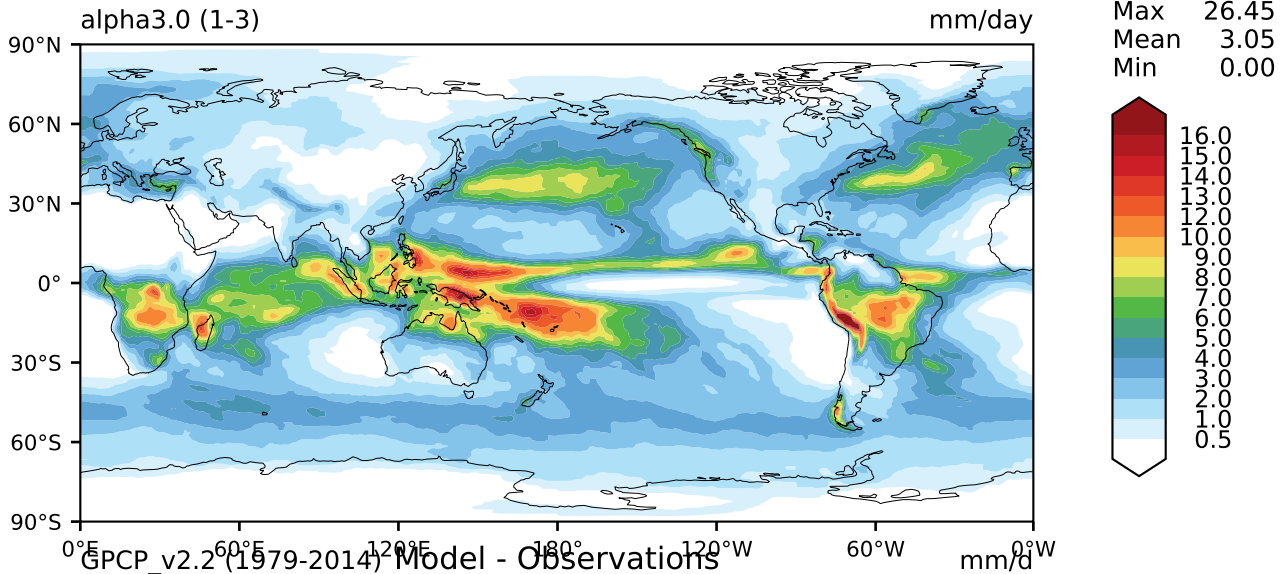 alpha3.0 (1-3) mm/day
Max 26.45
Mean 3.05
Min 0.00
90°N
60°N
30°N
0°
30°S
60°S
90°S
0°E 60°E 120°E 180° 120°W 60°W 0°W
GPCP_v2.2 (1979-2014) Model - Observations mm/d
16.0
15.0
14.0
13.0
12.0
10.0
9.0
8.0
7.0
6.0
5.0
4.0
3.0
2.0
1.0
0.5